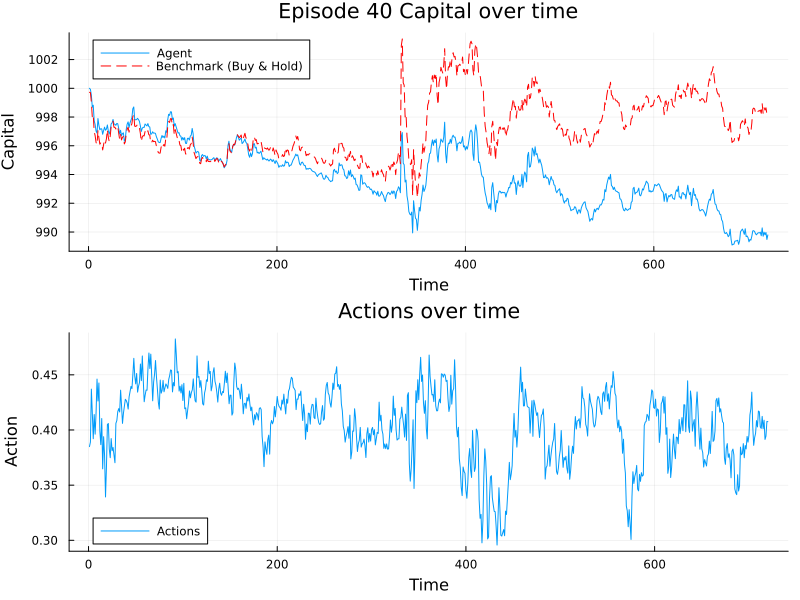 Episode 40 Capital over time
Capital
1002
1000
998
996
994
992
990
Agent
Benchmark (Buy & Hold)
0
200
400
600
Time
Actions over time
Action
0.45
0.40
0.35
0.30
Actions
0
200
400
600
Time